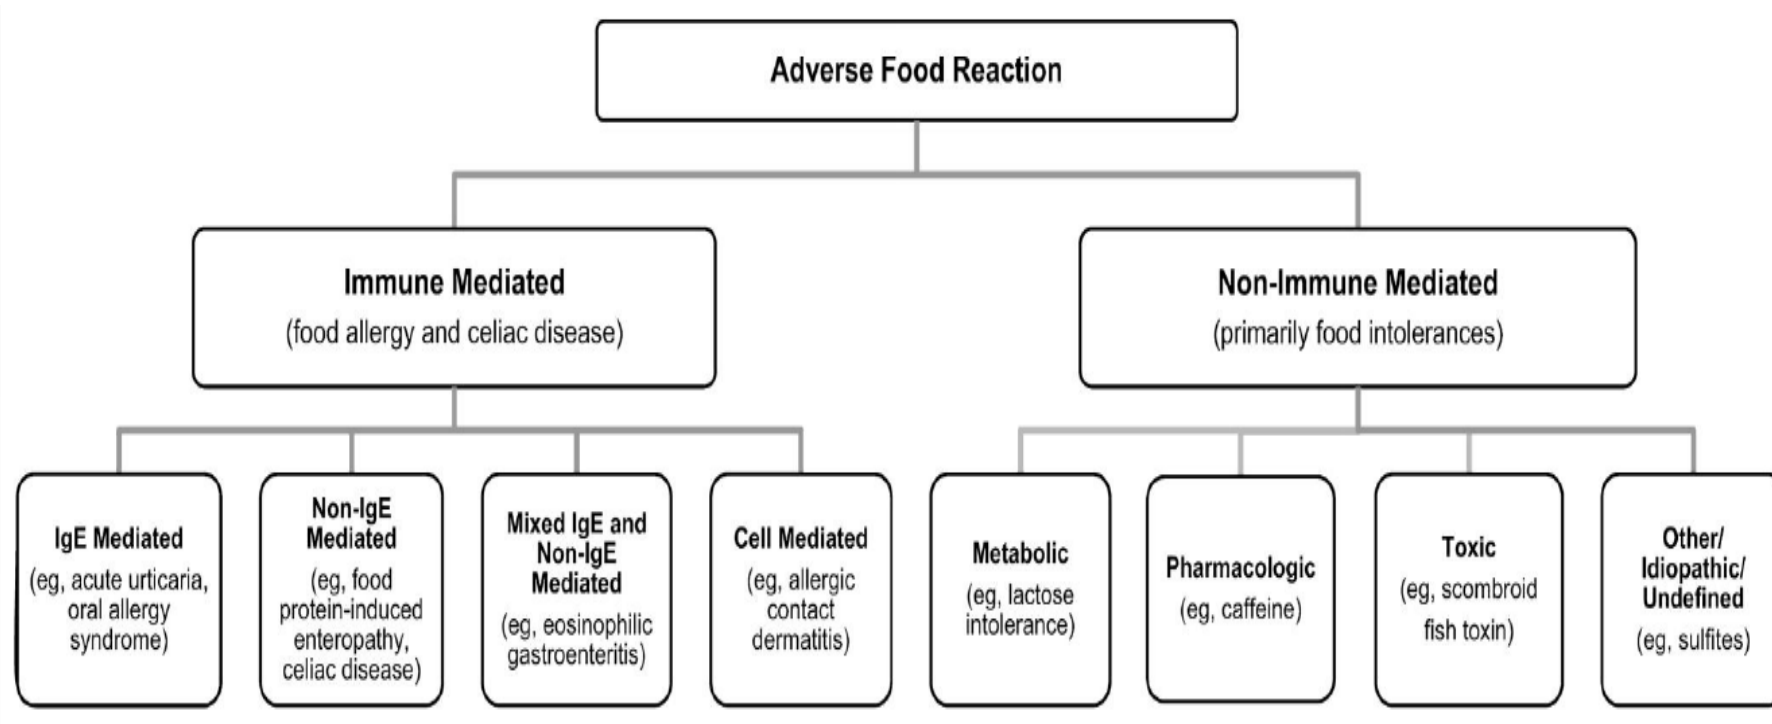 Adverse Food Reaction
Immune Mediated
(food allergy and celiac disease)
Non-Immune Mediated
(primarily food intolerances)
IgE Mediated
(eg, acute urticaria,
oral allergy
syndrome)
Non-IgE
Mediated
(eg, food
protein-induced
enteropathy,
celiac disease)
Mixed IgE and
Non-IgE
Mediated
(eg, eosinophilic
gastroenteritis)
Cell Mediated
(eg, allergic
contact
dermatitis)
Metabolic
(eg, lactose
intolerance)
Pharmacologic
(eg, caffeine)
Toxic
(eg, scombroid
fish toxin)
Other/
Idiopathic/
Undefined
(eg, sulfites)